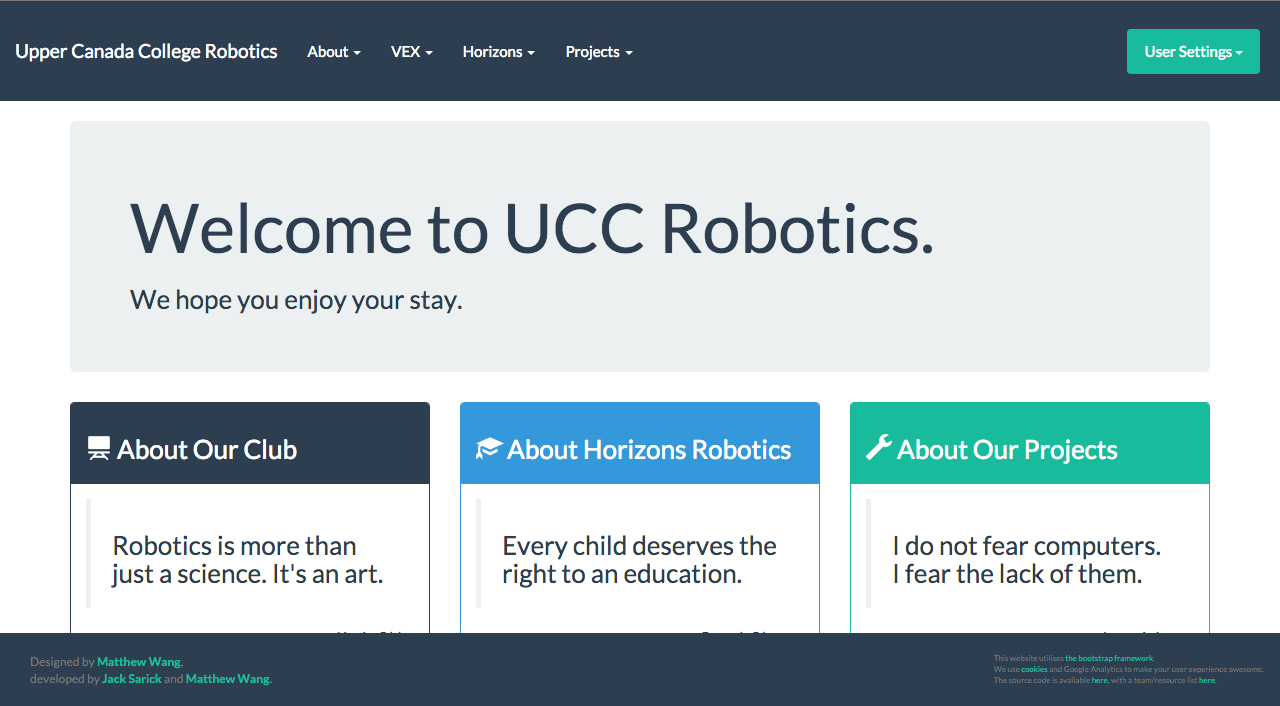 Upper Canada College Robotics About VEX Horizons Projects User Settings
Welcome to UCC Robotics.
We hope you enjoy your stay.
About Our Club
Robotics is more than
just a science. It's an art.
About Horizons Robotics
Every child deserves the
right to an education.
About Our Projects
I do not fear computers.
I fear the lack of them.
Designed by Matthew Wang,
developed by Jack Sarick and Matthew Wang.
This website utilises the bootstrap framework.
We use cookies and Google Analytics to make your user experience awesome.
The source code is available here, with a team/resource list here.